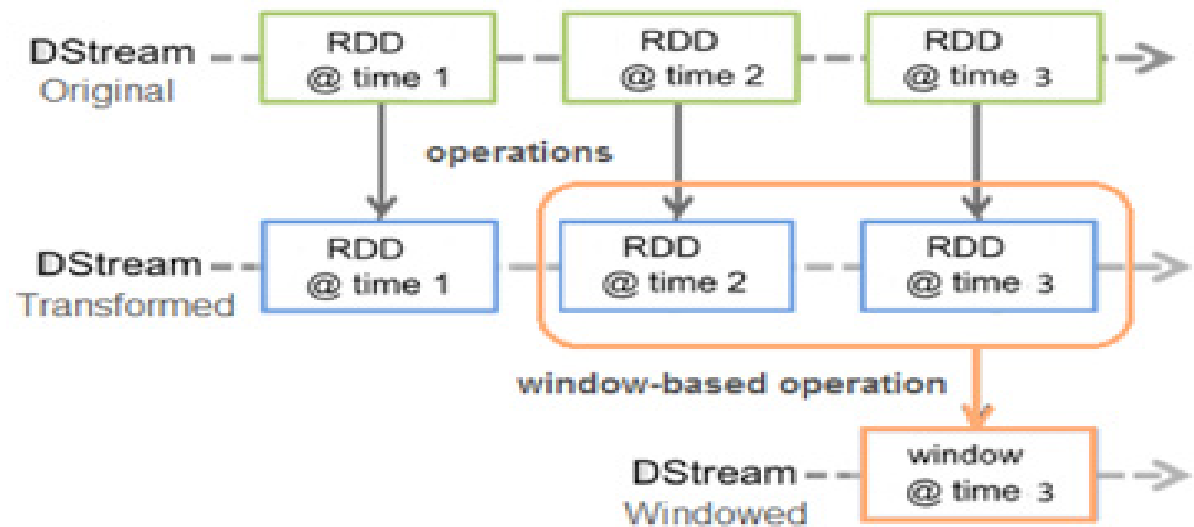 DStream
Original
RDD
@ time 1
RDD
@ time 2
RDD
@ time 3
operations
DStream
Transformed
RDD
@ time 1
RDD
@ time 2
RDD
@ time 3
window-based operation
DStream
Windowed
window
@ time 3